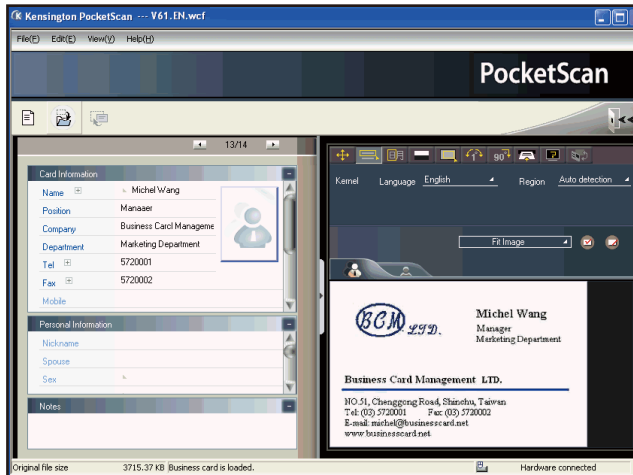 Kensington PocketScan --- V61.EN.wcf
File(F) Edit(E) View(V) Help(H)
PocketScan
13/14
Card Information
Name Michel Wang
Position Manaaer
Company Business Carcl Manageme
Department Marketing Department
Tel 5720001
Fax 5720002
Mobile
Personal Information
Nickname
Spouse
Sex
Notes
90°
Kernel Language English Region Auto detection
Fit Image
BCM LTD.
Michel Wang
Manager
Marketing Department
Business Card Management LTD.
NO.51, Chenggong Road, Shinchu, Taiwan
Tel: (03) 5720001 Fax: (03) 5720002
E-mail: michel@businesscard.net
www.businesscard.net
Original file size 3715.37 KB Business card is loaded. Hardware connected